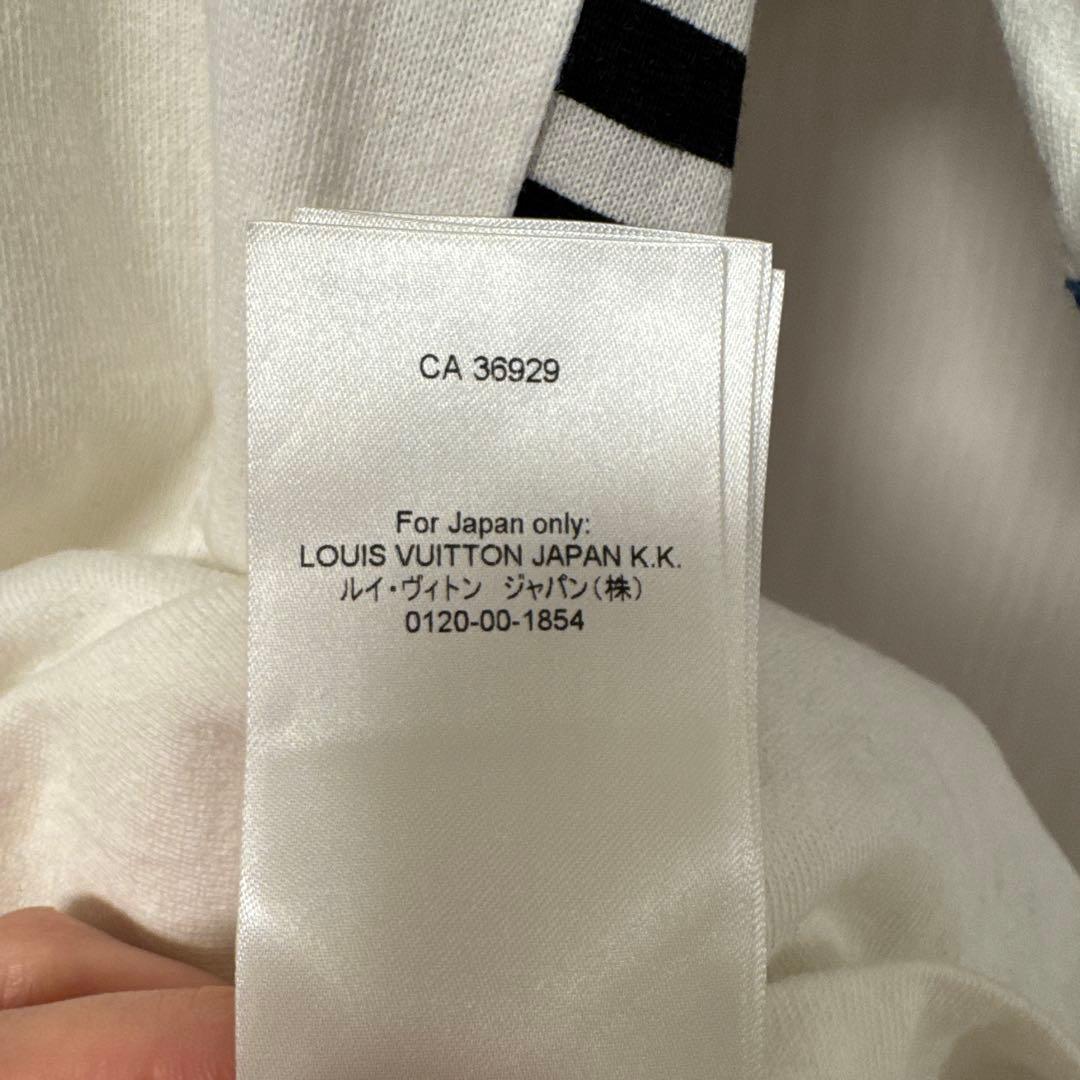 CA 36929
For Japan only:
LOUIS VUITTON JAPAN K.K.
ルイ・ヴィトン ジャパン(株)
0120-00-1854